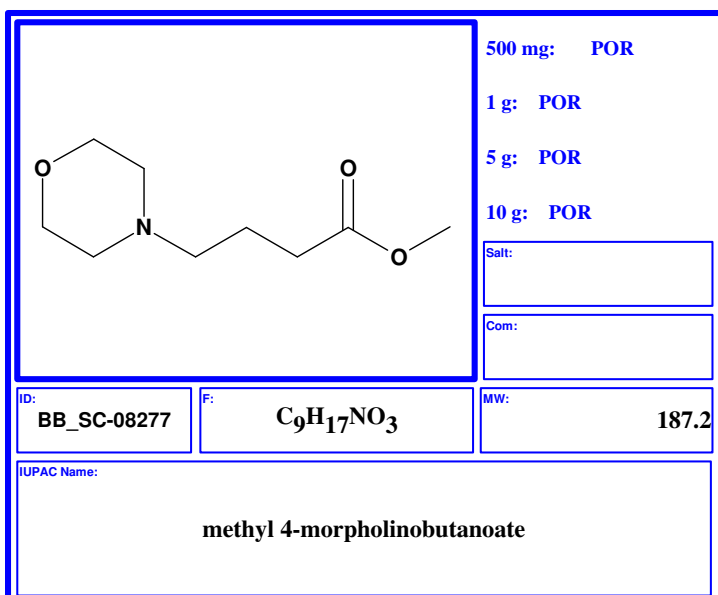 O
N
O
O
500 mg: POR
1 g: POR
5 g: POR
10 g: POR
Salt:
Com:
ID:
BB_SC-08277
F:
C9H17NO3
MW:
187.2
IUPAC Name:
methyl 4-morpholinobutanoate